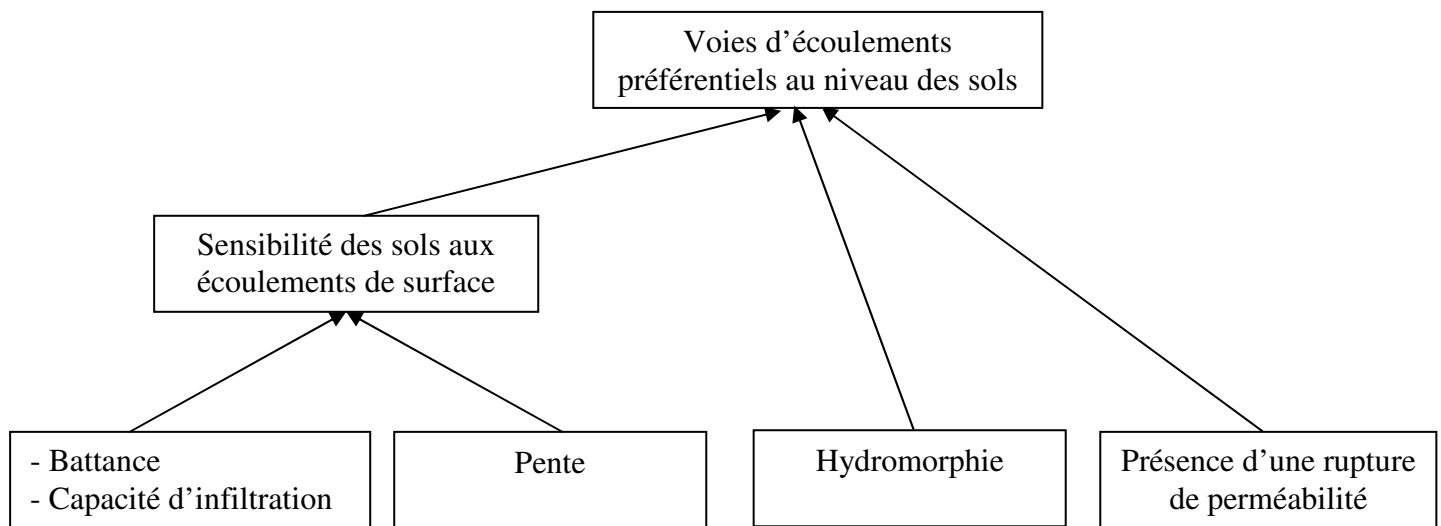 Voies d’écoulements
préférentiels au niveau des sols
Sensibilité des sols aux
écoulements de surface
- Battance
- Capacité d’infiltration
Pente
Hydromorphie
Présence d’une rupture
de perméabilité